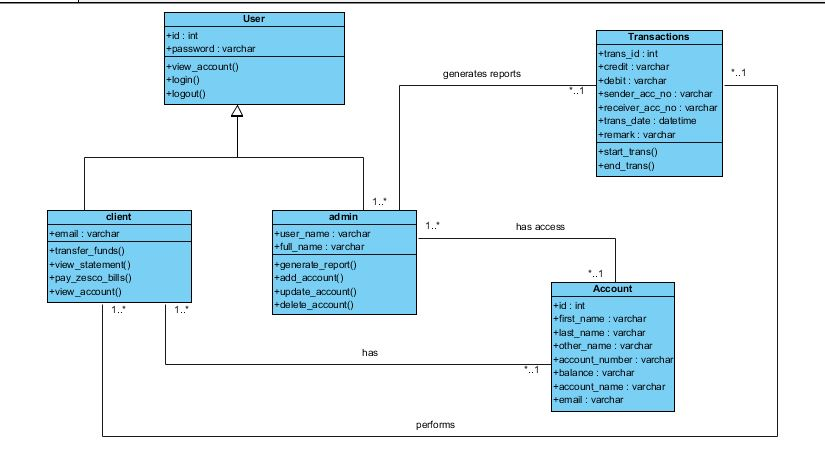 User
+id : int
+password : varchar
+view_account()
+login()
+logout()
Transactions
+trans_id : int
+credit : varchar
+debit : varchar
+sender_acc_no : varchar
+receiver_acc_no : varchar
+trans_date : datetime
+remark : varchar
+start_trans()
+end_trans()
generates reports
*..1
*..1
client
+email : varchar
+transfer_funds()
+view_statement()
+pay_zesco_bills()
+view_account()
1..*
1..*
admin
+user_name : varchar
+full_name : varchar
+generate_report()
+add_account()
+update_account()
+delete_account()
1..*
1..*
has access
*..1
Account
+id : int
+first_name : varchar
+last_name : varchar
+other_name : varchar
+account_number : varchar
+balance : varchar
+account_name : varchar
+email : varchar
has
*..1
performs